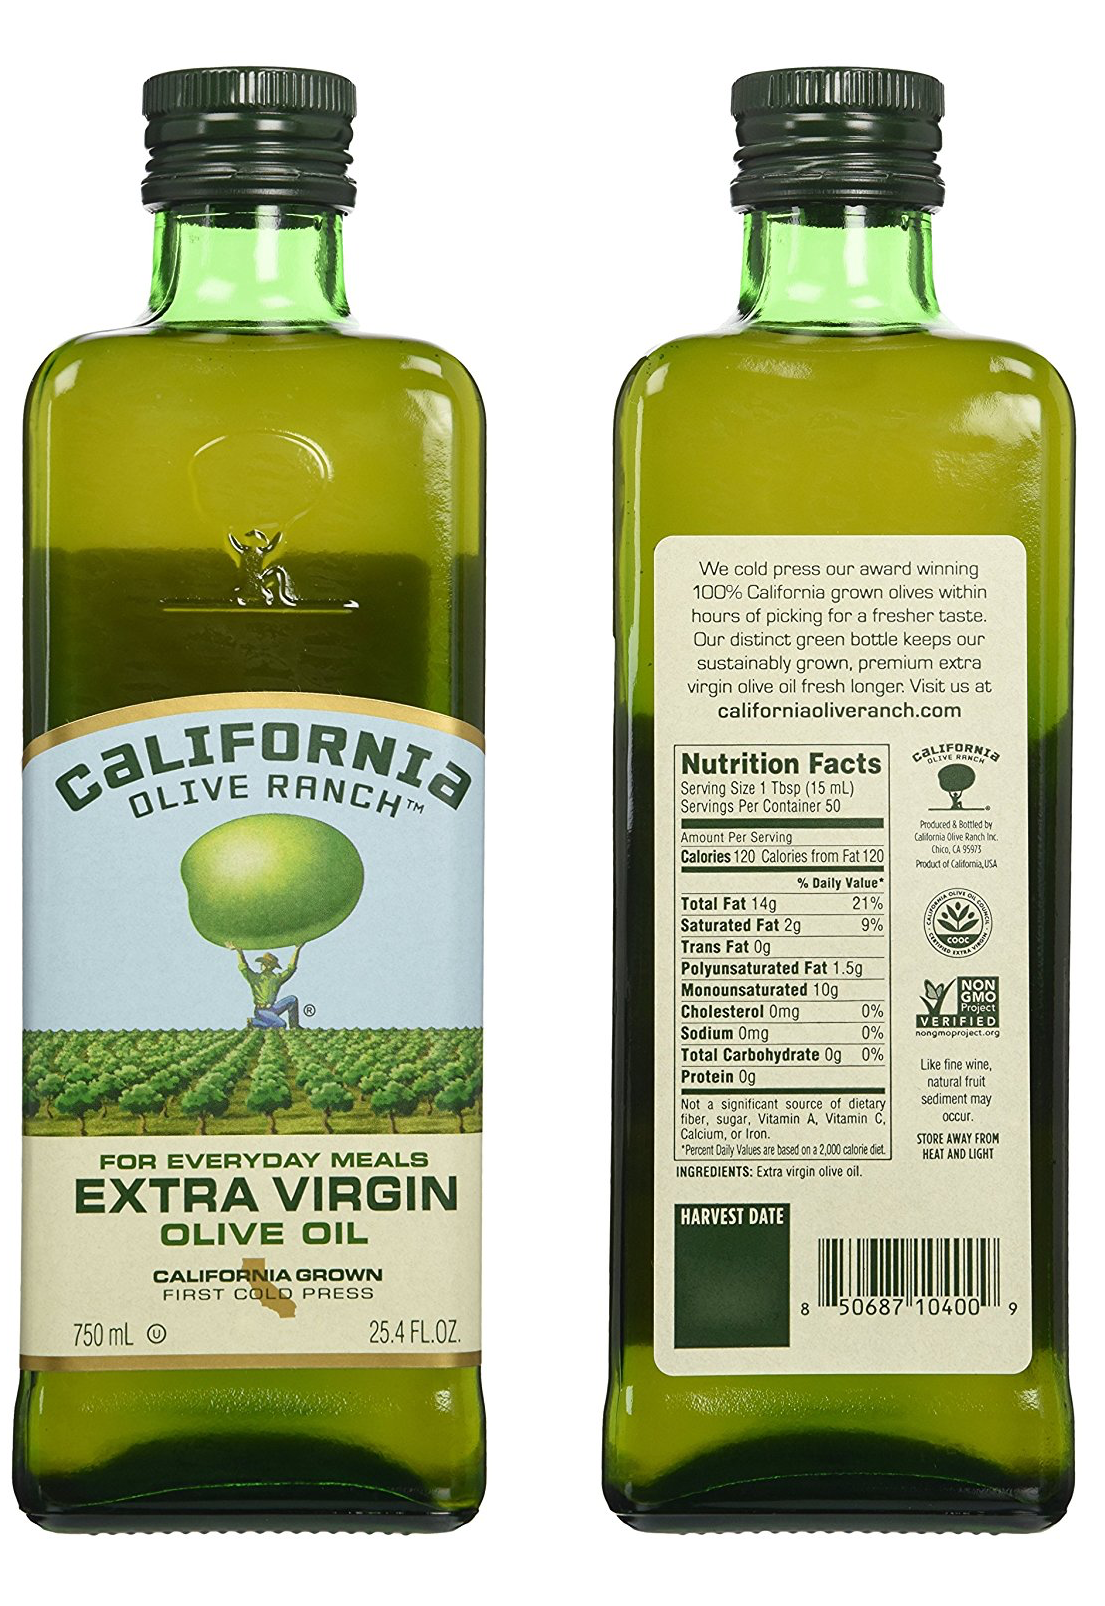 CALIFORNIA
OLIVE RANCH™
®
FOR EVERYDAY MEALS
EXTRA VIRGIN
OLIVE OIL
CALIFORNIA GROWN
FIRST COLD PRESS
750 mL Ⓤ 25.4 FL.OZ.
We cold press our award winning
100% California grown olives within
hours of picking for a fresher taste.
Our distinct green bottle keeps our
sustainably grown, premium extra
virgin olive oil fresh longer. Visit us at
californiaoliveranch.com
Nutrition Facts
Serving Size 1 Tbsp (15 mL)
Servings Per Container 50
Amount Per Serving
Calories 120 Calories from Fat 120
% Daily Value*
Total Fat 14g 21%
Saturated Fat 2g 9%
Trans Fat 0g
Polyunsaturated Fat 1.5g
Monounsaturated 10g
Cholesterol 0mg 0%
Sodium 0mg 0%
Total Carbohydrate 0g 0%
Protein 0g
Not a significant source of dietary
fiber, sugar, Vitamin A, Vitamin C,
Calcium, or Iron.
*Percent Daily Values are based on a 2,000 calorie diet.
INGREDIENTS: Extra virgin olive oil.
HARVEST DATE
CALIFORNIA
OLIVE RANCH
®
Produced & Bottled by
California Olive Ranch Inc.
Chico, CA 95973
Product of California, USA
CALIFORNIA OLIVE OIL COUNCIL
COOC
CERTIFIED EXTRA VIRGIN
NON
GMO
Project
VERIFIED
nongmoproject.org
Like fine wine,
natural fruit
sediment may
occur.
STORE AWAY FROM
HEAT AND LIGHT
8 50687 10400 9